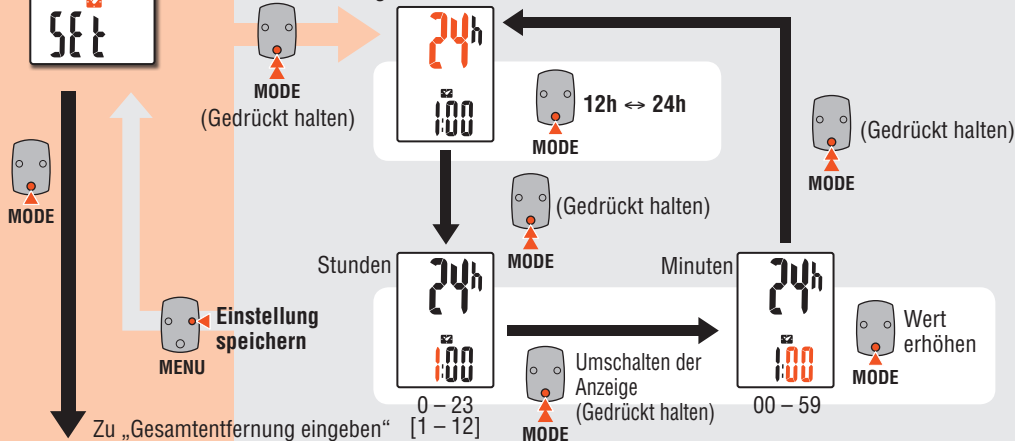 SEt
MODE
(Gedrückt halten)
24h
1:00
12h ↔ 24h
MODE
(Gedrückt halten)
MODE
MODE
(Gedrückt halten)
MODE
Stunden
24h
1:00
0 – 23
[1 – 12]
Umschalten der
Anzeige
(Gedrückt halten)
MODE
Minuten
24h
1:00
00 – 59
Wert
erhöhen
MODE
Einstellung
speichern
MENU
Zu „Gesamtentfernung eingeben“